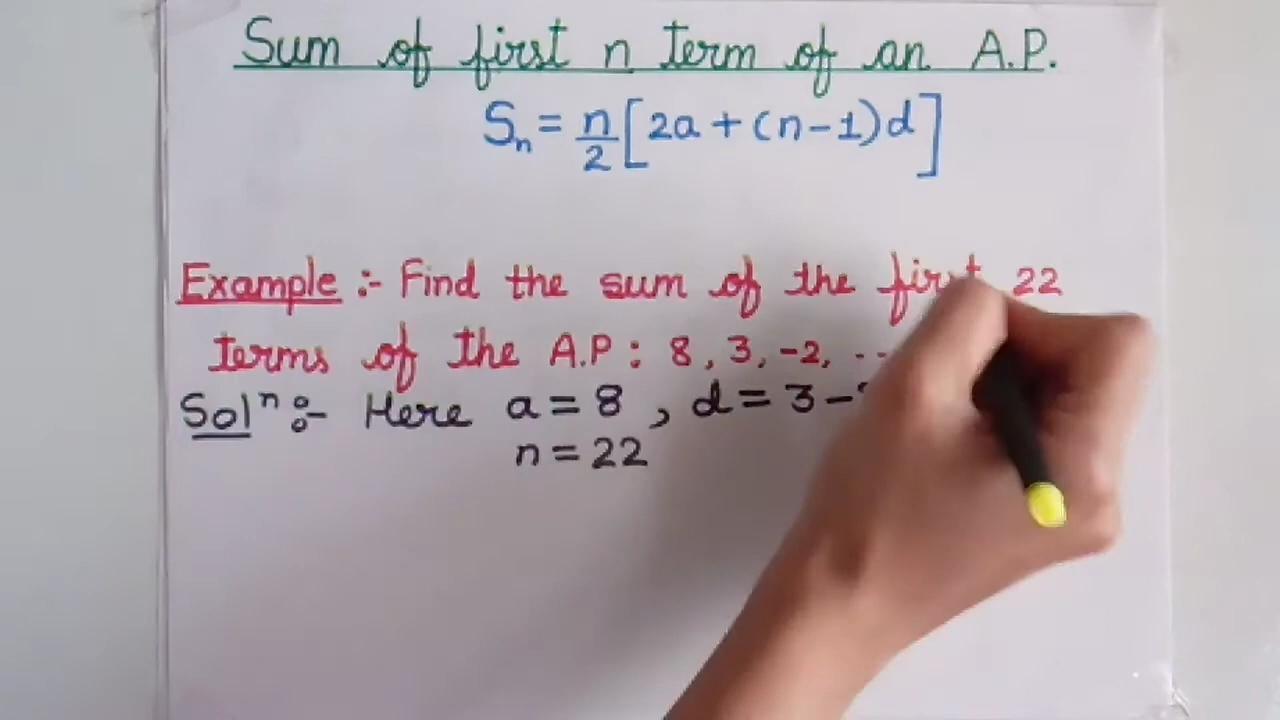 Sum of first n term of an A.P.
Sn = n/2 [2a + (n-1)d]
Example :- Find the sum of the first 22
terms of the A.P : 8, 3, -2, ..
Solⁿ :- Here a = 8, d = 3 -
n = 22